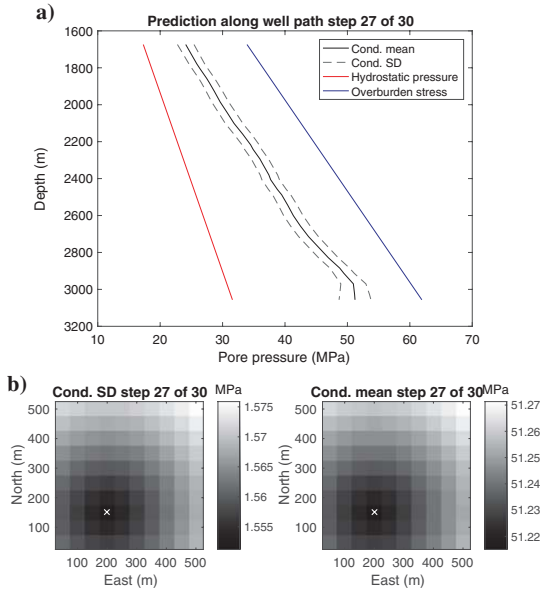 a)
Prediction along well path step 27 of 30
Cond. mean
Cond. SD
Hydrostatic pressure
Overburden stress
1600
1800
2000
2200
2400
2600
2800
3000
3200
Depth (m)
10 20 30 40 50 60 70
Pore pressure (MPa)
b)
Cond. SD step 27 of 30
MPa
500
400
300
200
100
North (m)
100 200 300 400 500
East (m)
1.575
1.57
1.565
1.56
1.555
Cond. mean step 27 of 30
MPa
500
400
300
200
100
North (m)
100 200 300 400 500
East (m)
51.27
51.26
51.25
51.24
51.23
51.22